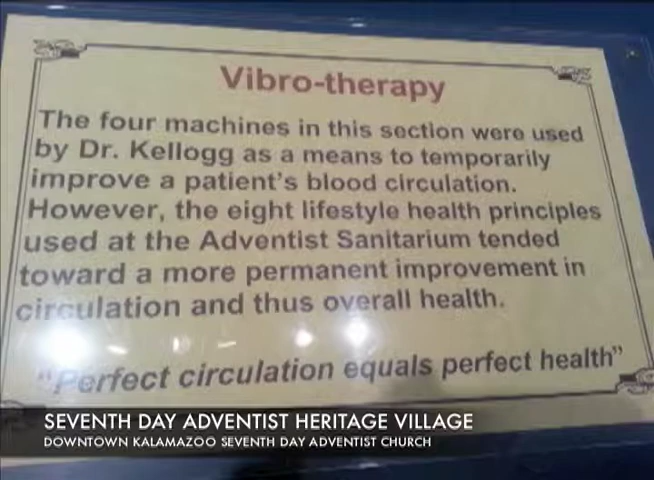 Vibro-therapy
The four machines in this section were used
by Dr. Kellogg as a means to temporarily
improve a patient's blood circulation.
However, the eight lifestyle health principles
used at the Adventist Sanitarium tended
toward a more permanent improvement in
circulation and thus overall health.
"Perfect circulation equals perfect health"
SEVENTH DAY ADVENTIST HERITAGE VILLAGE
DOWNTOWN KALAMAZOO SEVENTH DAY ADVENTIST CHURCH